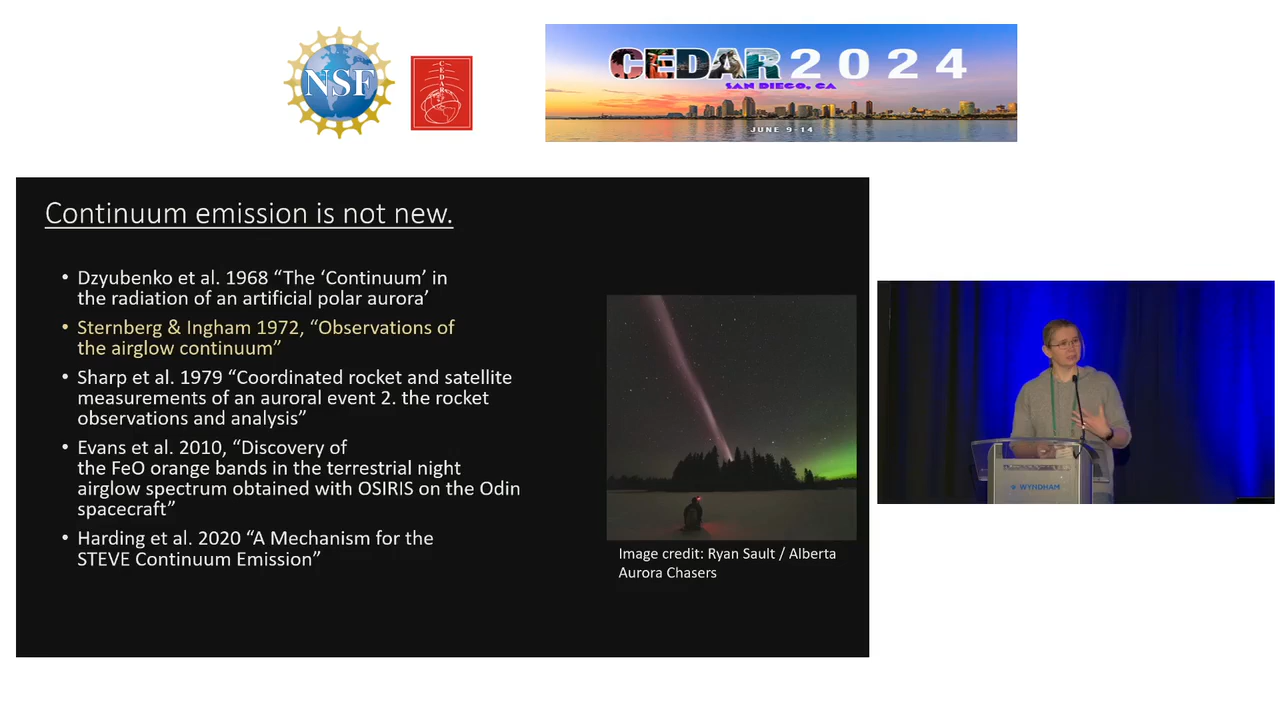 NSF
CEDAR
CEDAR 2024
SAN DIEGO, CA
JUNE 9-14
Continuum emission is not new.
• Dzyubenko et al. 1968 “The ‘Continuum’ in
the radiation of an artificial polar aurora’
• Sternberg & Ingham 1972, “Observations of
the airglow continuum”
• Sharp et al. 1979 “Coordinated rocket and satellite
measurements of an auroral event 2. the rocket
observations and analysis”
• Evans et al. 2010, “Discovery of
the FeO orange bands in the terrestrial night
airglow spectrum obtained with OSIRIS on the Odin
spacecraft”
• Harding et al. 2020 “A Mechanism for the
STEVE Continuum Emission”
Image credit: Ryan Sault / Alberta
Aurora Chasers
WYNDHAM